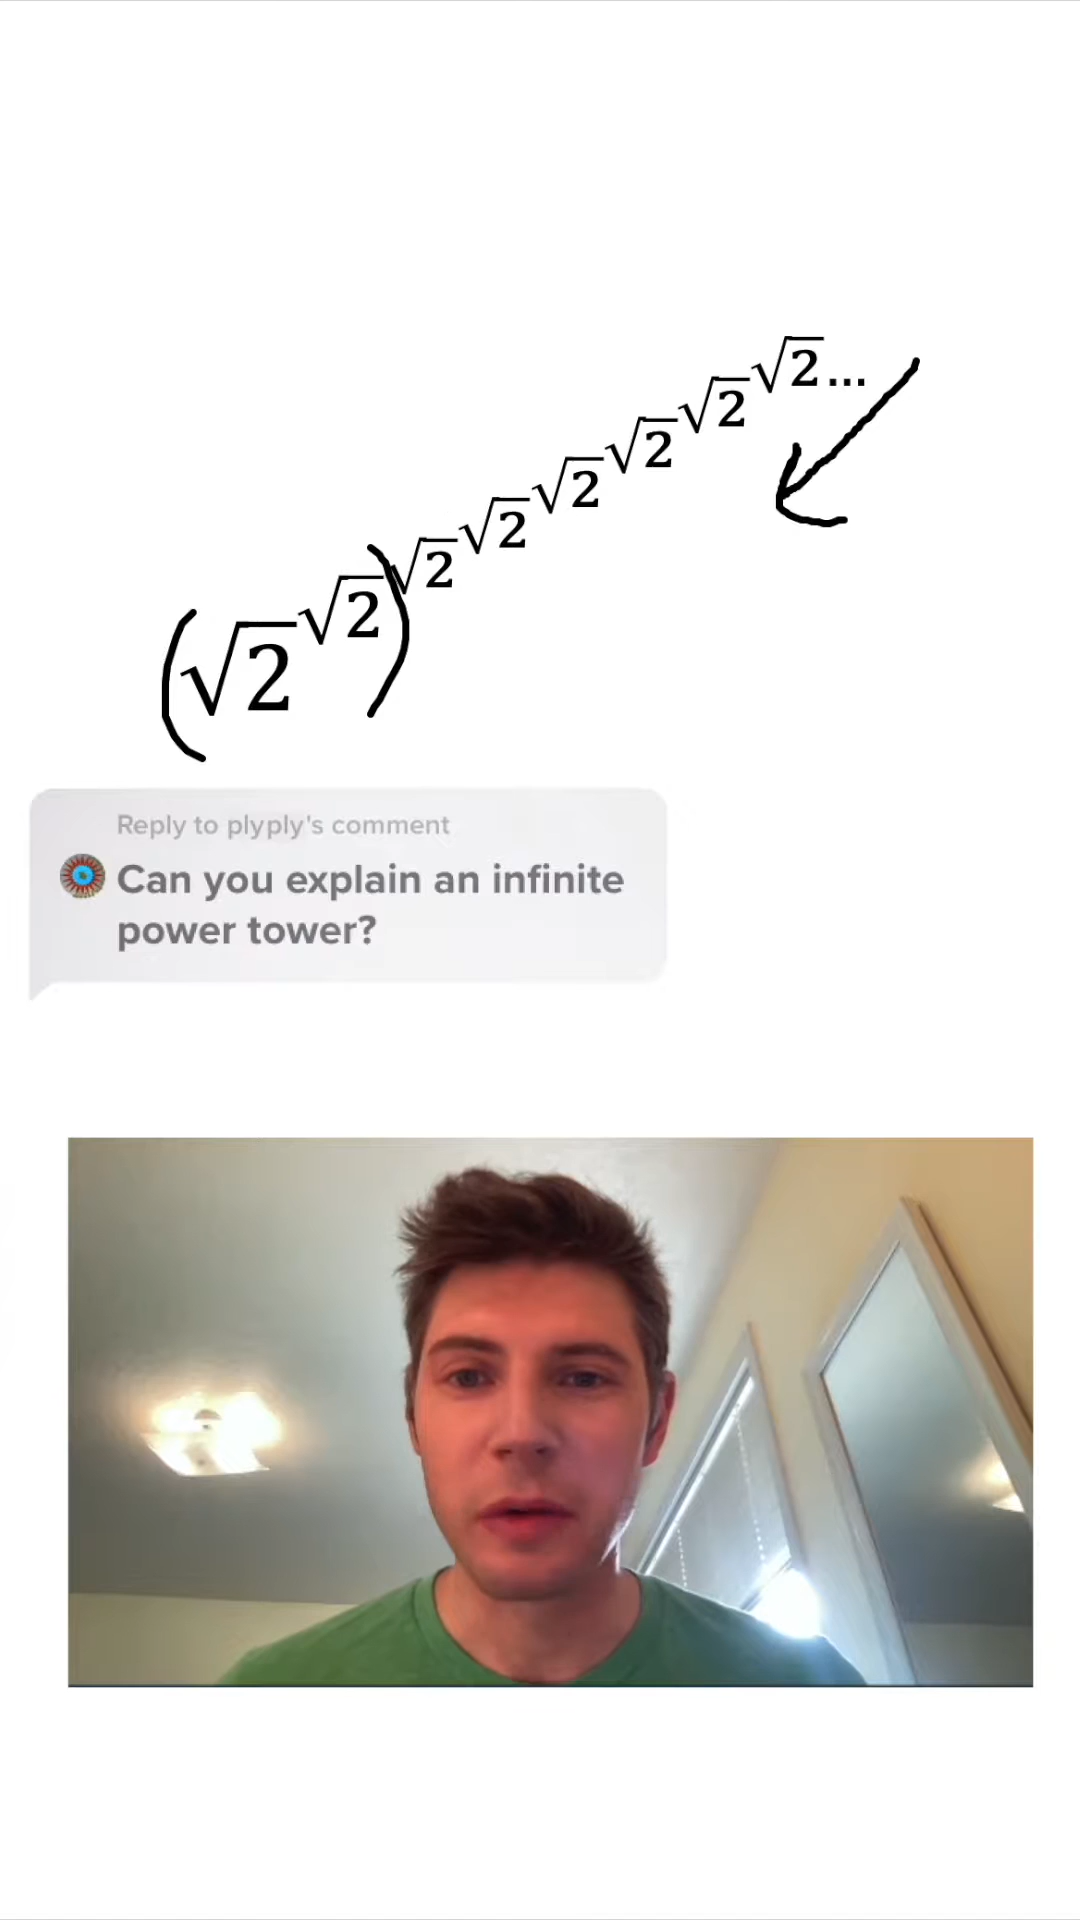 (√2^√2)^√2^√2^√2^√2^√2^√2...
Reply to plyply's comment
Can you explain an infinite
power tower?